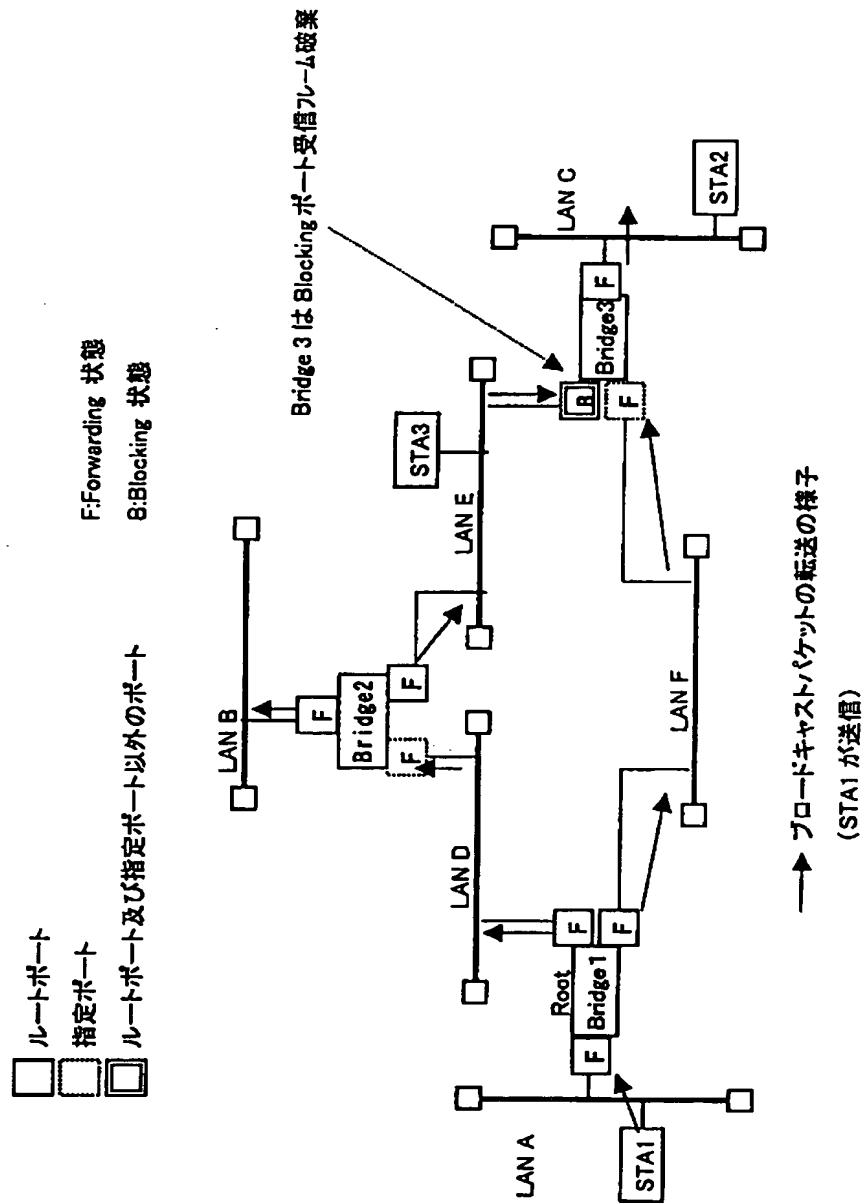 ルートポート
指定ポート
ルートポート及び指定ポート以外のポート
F:Forwarding 状態
B:Blocking 状態
Bridge 3 は Blocking ポート受信フレーム破棄
LAN B
F
Bridge2
F
F
STA3
LAN E
LAN D
B
F
Bridge3
F
LAN C
STA2
Root
F
Bridge1
F
F
LAN A
STA1
LAN F
ブロードキャストパケットの転送の様子
(STA1 が送信)